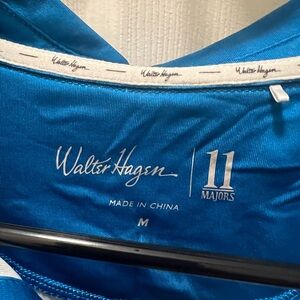 Walter Hagen — Walter Hagen — Walter Hagen
Walter Hagen | 11
MAJORS
MADE IN CHINA
M